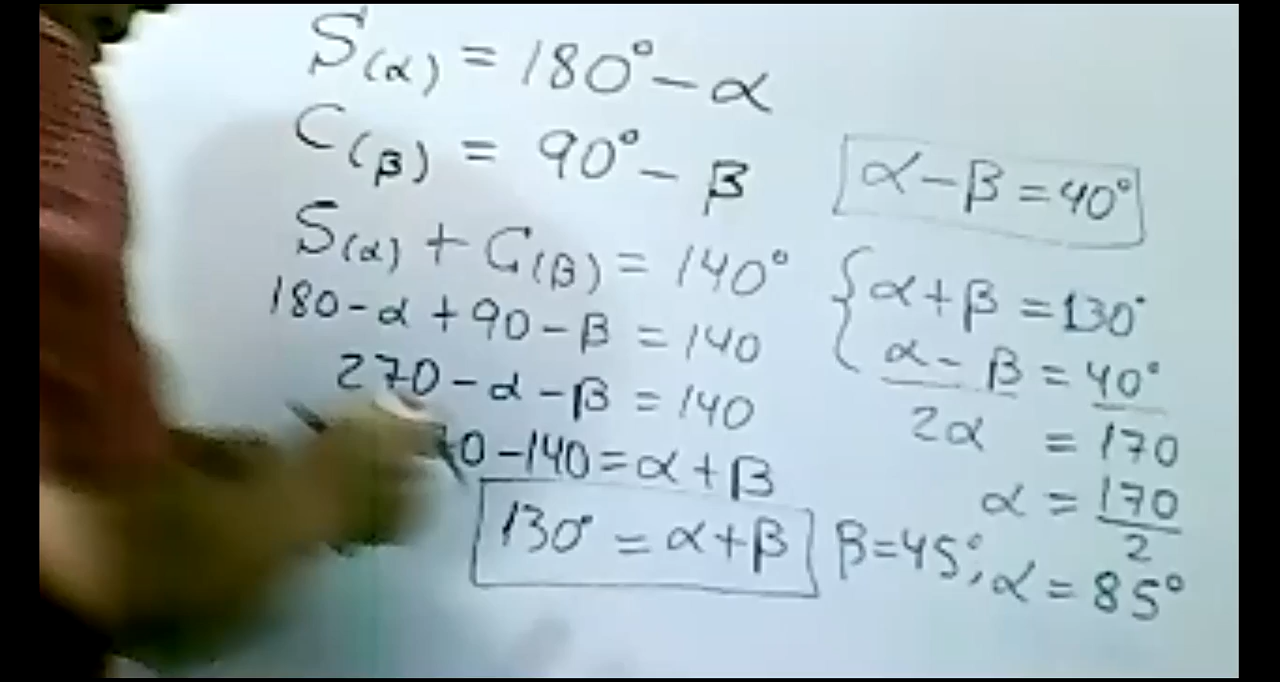 S(α) = 180° - α
C(β) = 90° - β
S(α) + C(β) = 140°
180 - α + 90 - β = 140
270 - α - β = 140
0 - 140 = α + β
130° = α + β
α - β = 40°
α + β = 130°
α - β = 40°
2α = 170
α = 170/2
β = 45°; α = 85°